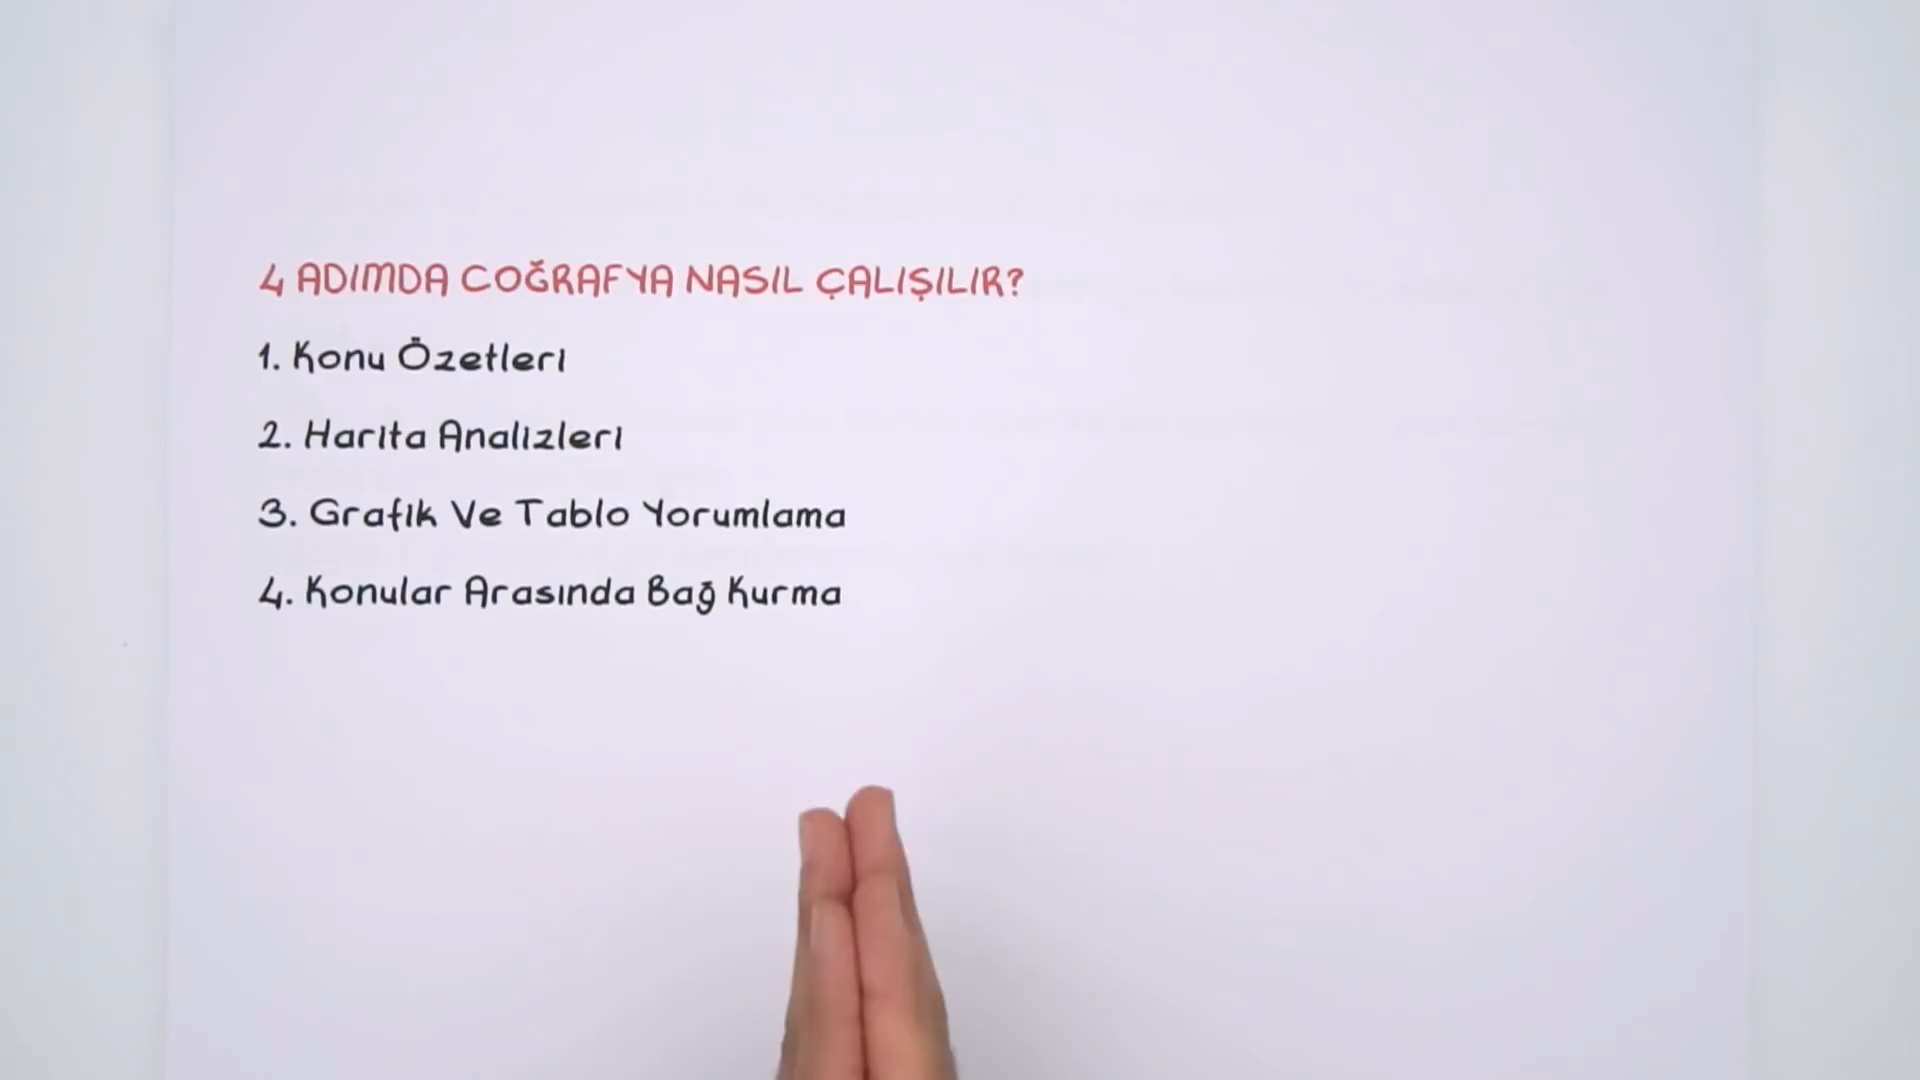 4 ADIMDA COĞRAFYA NASIL ÇALIŞILIR?
1. Konu Özetleri
2. Harita Analizleri
3. Grafik Ve Tablo Yorumlama
4. Konular Arasında Bağ Kurma